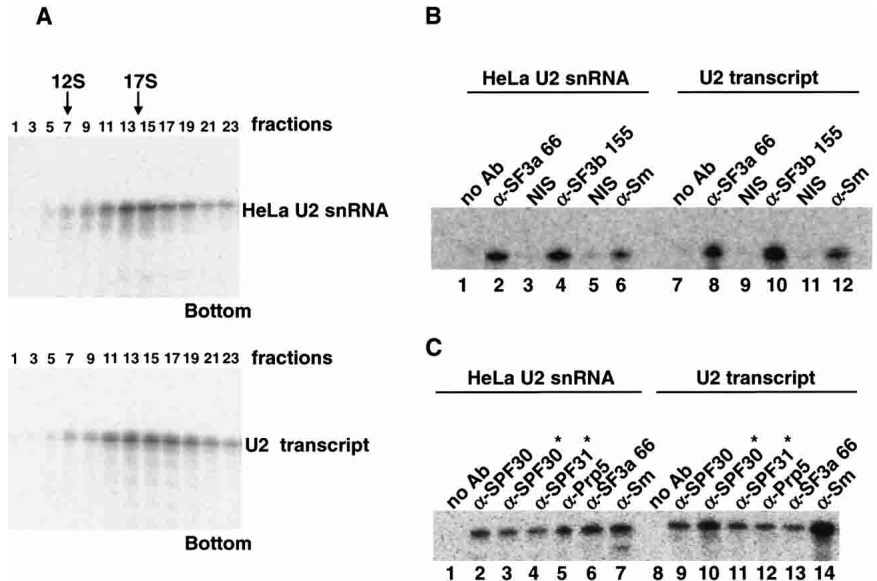 A
12S 17S
1 3 5 7 9 11 13 15 17 19 21 23 fractions
HeLa U2 snRNA
Bottom
1 3 5 7 9 11 13 15 17 19 21 23 fractions
U2 transcript
Bottom
B
HeLa U2 snRNA U2 transcript
no Ab α-SF3a 66 NIS α-SF3b 155 NIS α-Sm no Ab α-SF3a 66 NIS α-SF3b 155 NIS α-Sm
1 2 3 4 5 6 7 8 9 10 11 12
C
HeLa U2 snRNA U2 transcript
no Ab α-SPF30 α-SPF30* α-SPF31* α-Prp5 α-SF3a 66 α-Sm no Ab α-SPF30 α-SPF30* α-SPF31* α-Prp5 α-SF3a 66 α-Sm
1 2 3 4 5 6 7 8 9 10 11 12 13 14